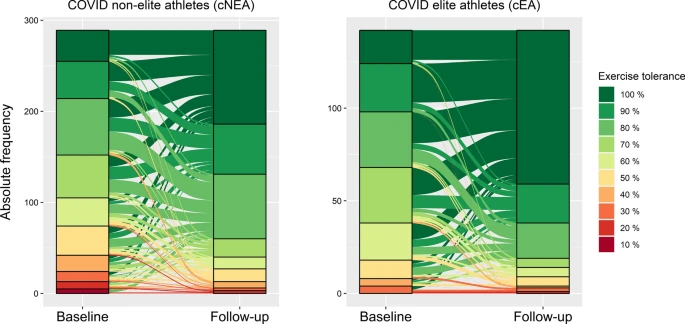 COVID non-elite athletes (cNEA)
COVID elite athletes (cEA)
Absolute frequency
300
200
100
0
Baseline
Follow-up
100
50
0
Baseline
Follow-up
Exercise tolerance
100 %
90 %
80 %
70 %
60 %
50 %
40 %
30 %
20 %
10 %